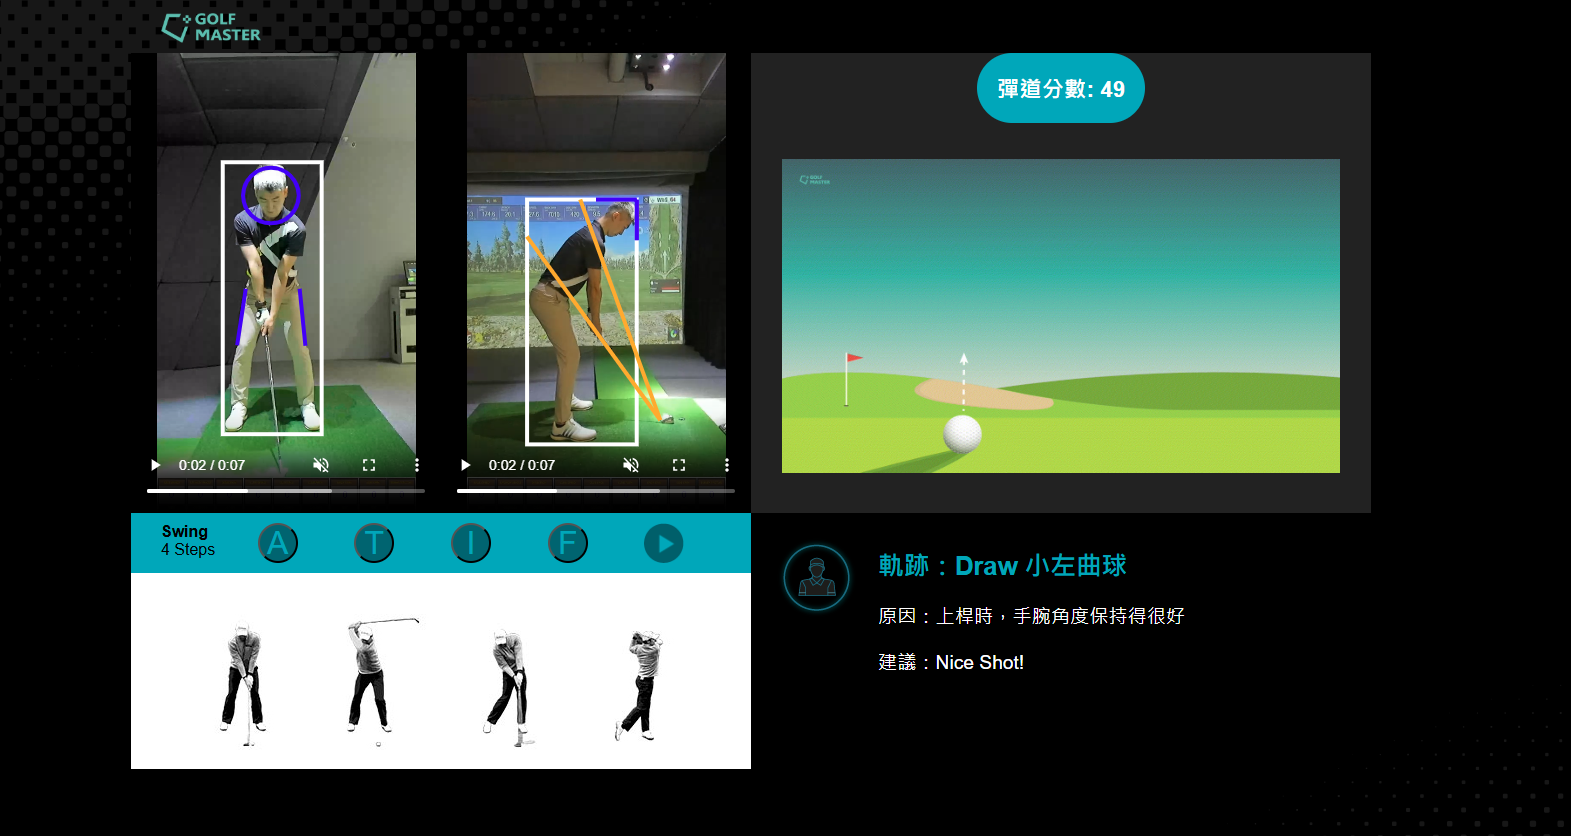 GOLF
MASTER
彈道分數: 49
GOLF
MASTER
0:02 / 0:07
0:02 / 0:07
Swing
4 Steps
A
T
I
F
軌跡：Draw 小左曲球
原因：上桿時，手腕角度保持得很好
建議：Nice Shot!